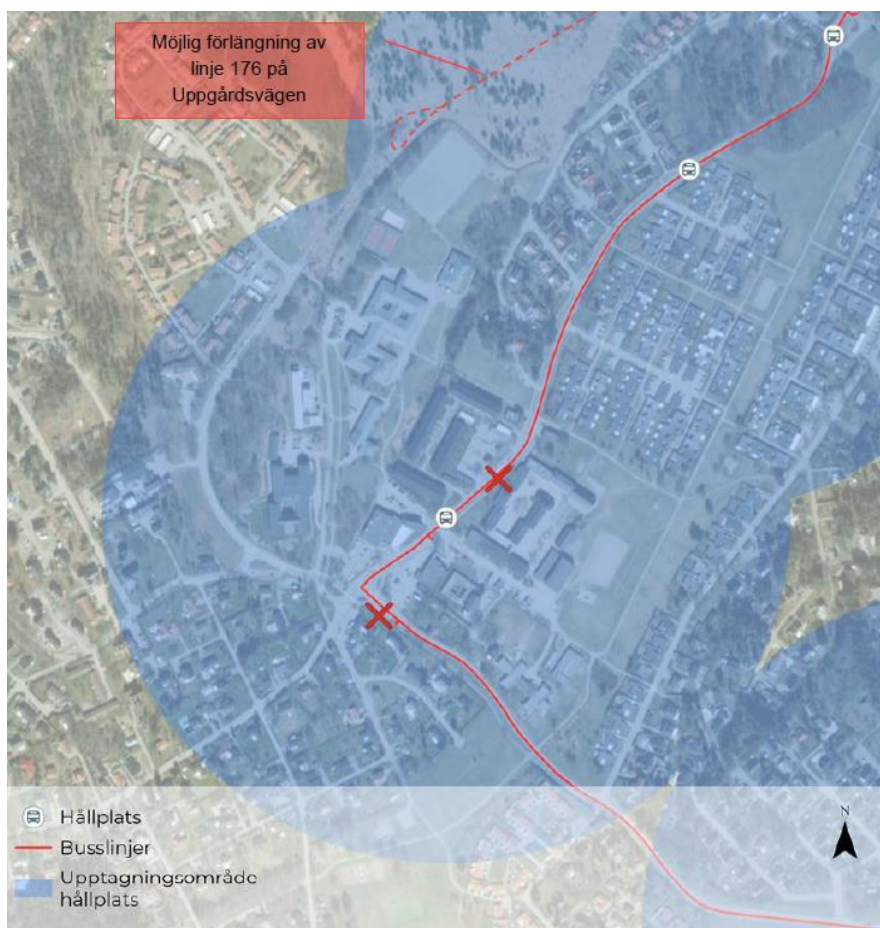 Möjlig förlängning av
linje 176 på
Uppgårdsvägen
Hållplats
Busslinjer
Upptagningsområde
hållplats
N